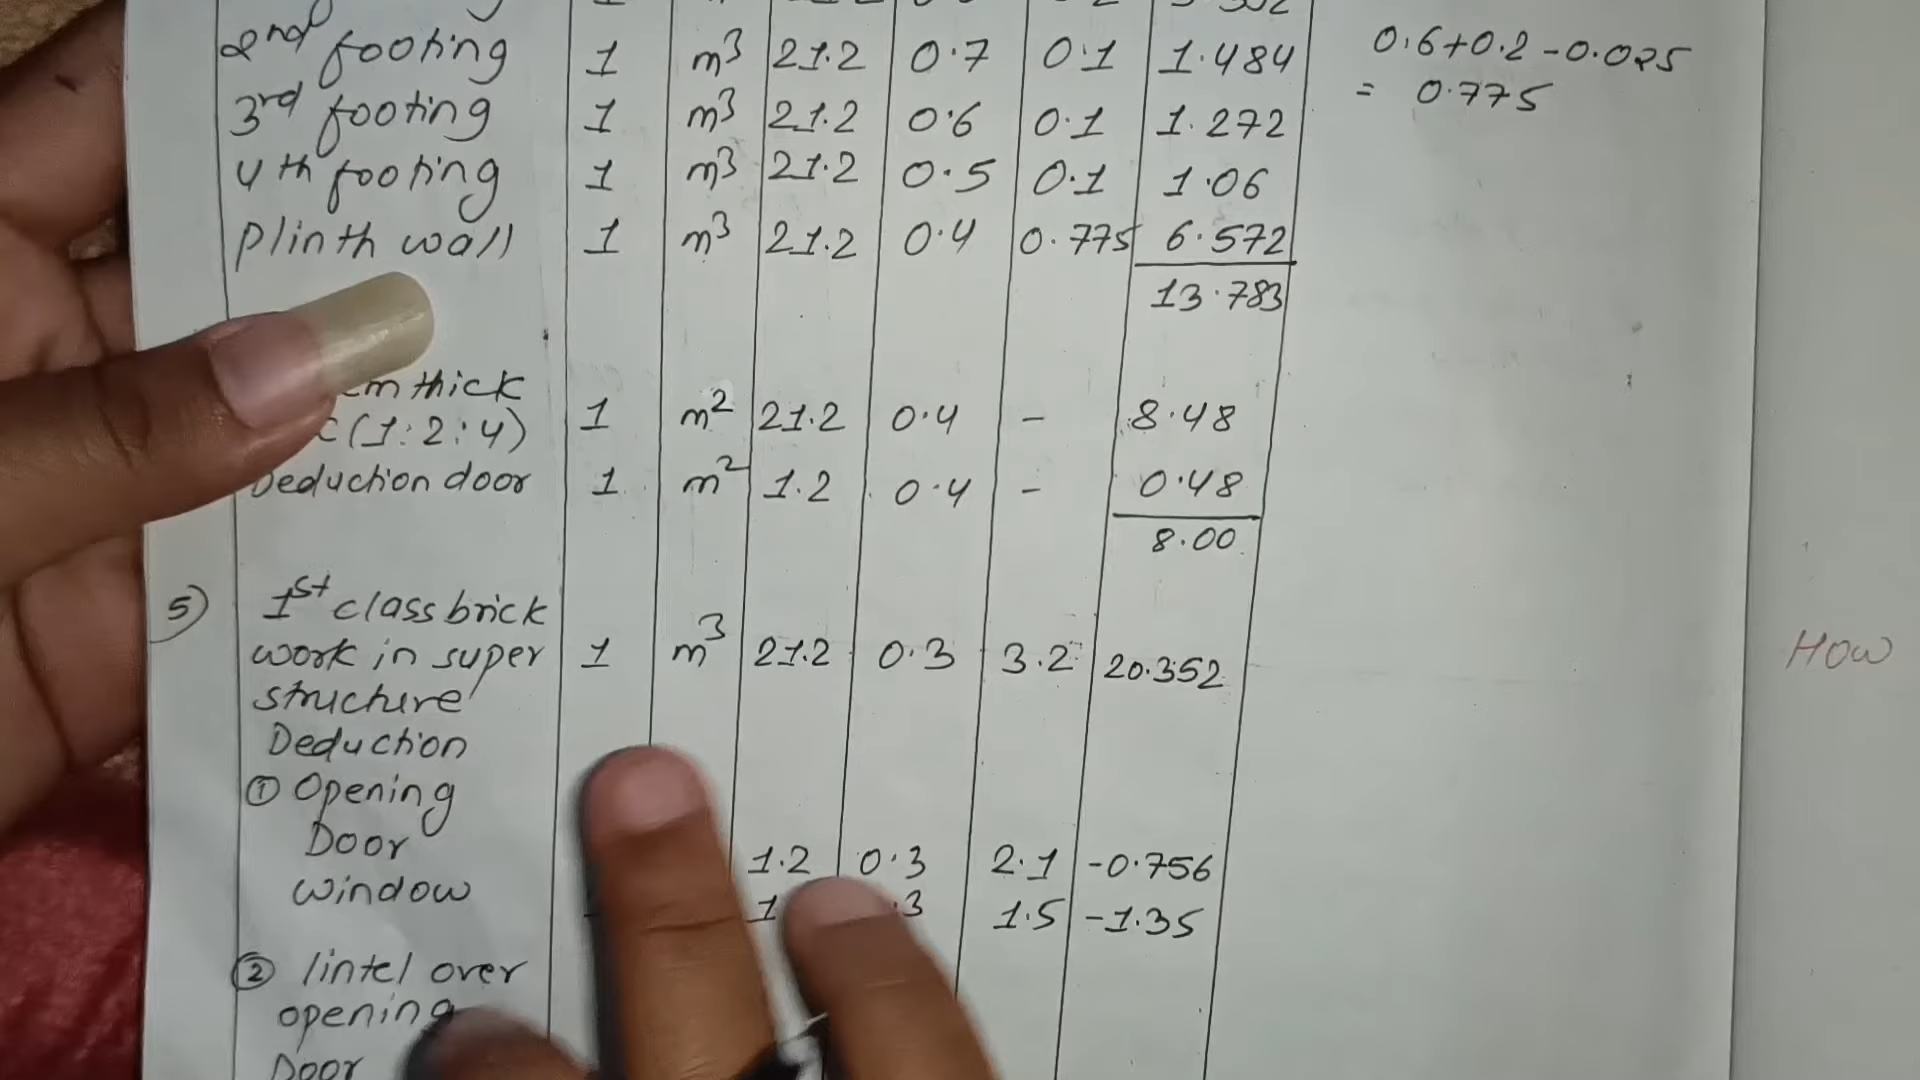 2nd footing 1 m³ 21.2 0.7 0.1 1.484
0.6+0.2-0.025
= 0.775
3rd footing 1 m³ 21.2 0.6 0.1 1.272
4th footing 1 m³ 21.2 0.5 0.1 1.06
plinth wall 1 m³ 21.2 0.4 0.775 6.572
13.783
thick
(1:2:4) 1 m² 21.2 0.4 - 8.48
Deduction door 1 m² 1.2 0.4 - 0.48
8.00
5) 1st class brick
work in super 1 m³ 21.2 0.3 3.2 20.352
structure
Deduction
① Opening
Door 1.2 0.3 2.1 -0.756
window 1.5 -1.35
② lintel over
opening
Door
How